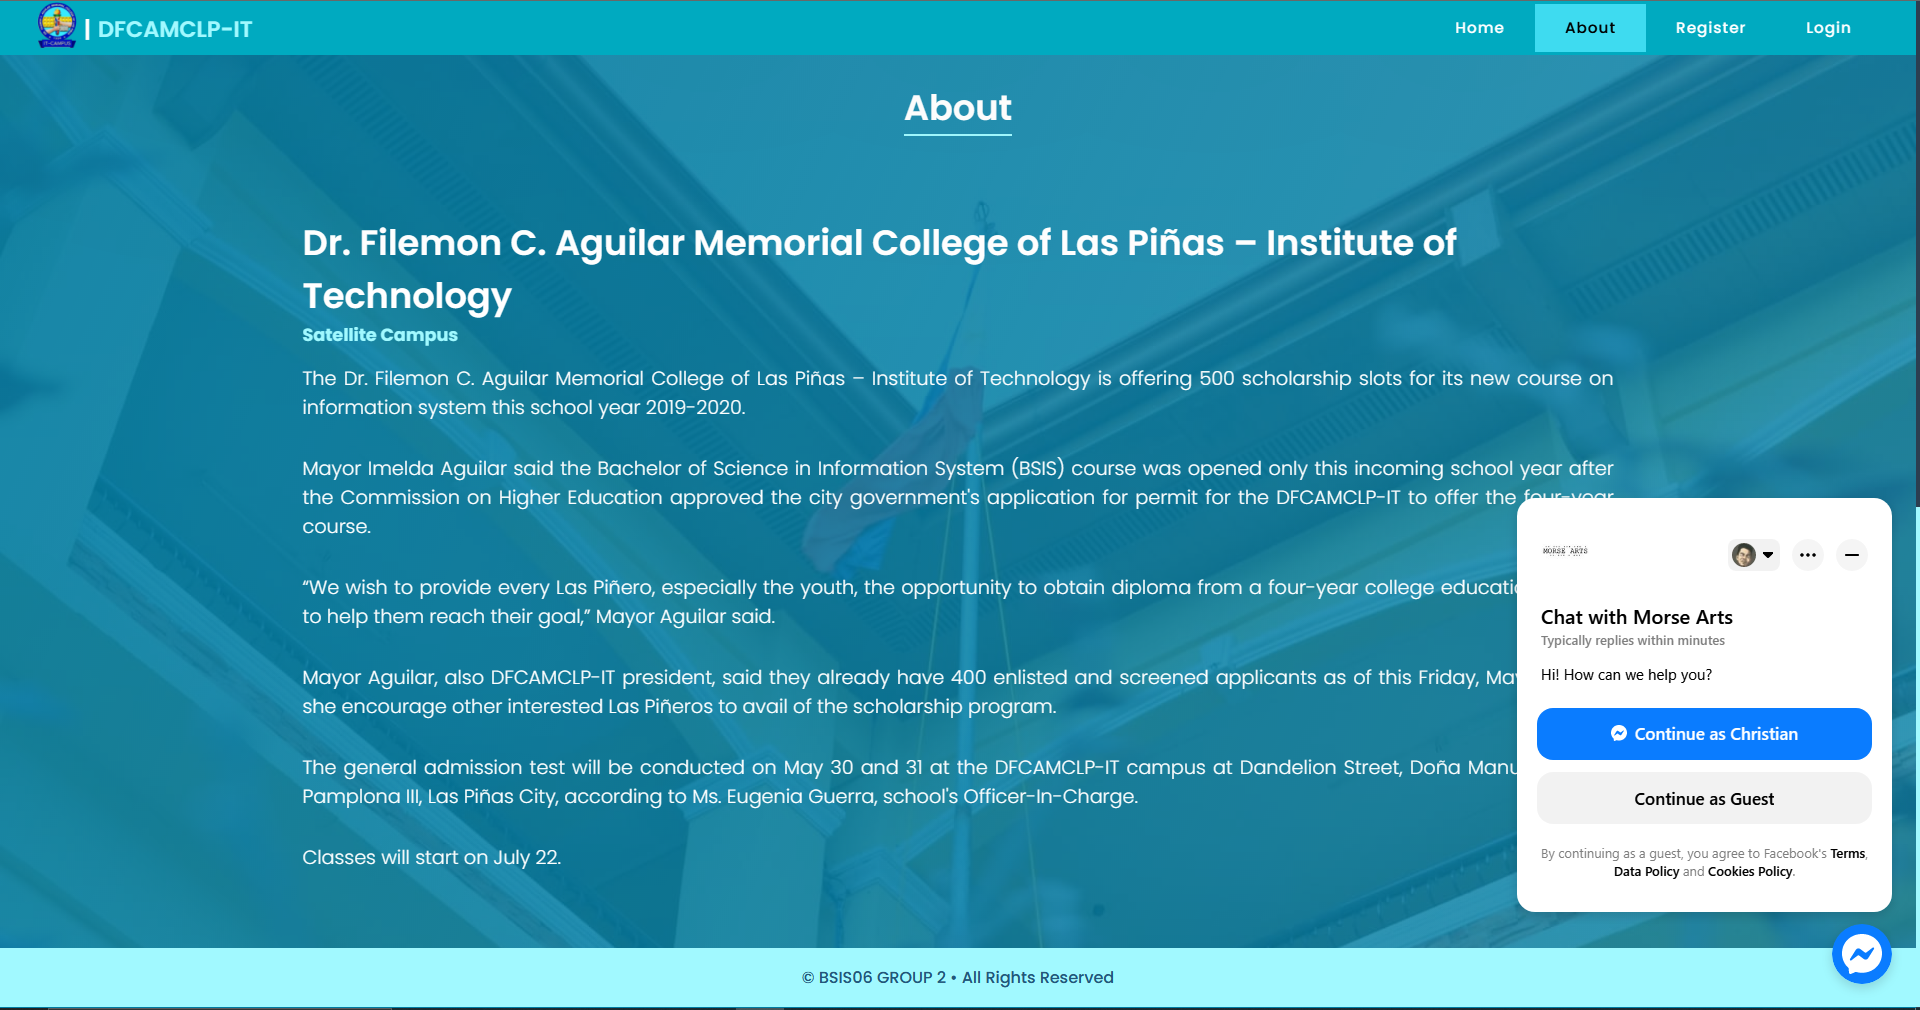 | DFCAMCLP-IT
Home
About
Register
Login
About
Dr. Filemon C. Aguilar Memorial College of Las Piñas – Institute of
Technology
Satellite Campus
The Dr. Filemon C. Aguilar Memorial College of Las Piñas – Institute of Technology is offering 500 scholarship slots for its new course on
information system this school year 2019-2020.
Mayor Imelda Aguilar said the Bachelor of Science in Information System (BSIS) course was opened only this incoming school year after
the Commission on Higher Education approved the city government's application for permit for the DFCAMCLP-IT to offer the four-year
course.
“We wish to provide every Las Piñero, especially the youth, the opportunity to obtain diploma from a four-year college
to help them reach their goal,” Mayor Aguilar said.
Mayor Aguilar, also DFCAMCLP-IT president, said they already have 400 enlisted and screened applicants as of this Friday,
she encourage other interested Las Piñeros to avail of the scholarship program.
The general admission test will be conducted on May 30 and 31 at the DFCAMCLP-IT campus at Dandelion Street, Doña
Pamplona III, Las Piñas City, according to Ms. Eugenia Guerra, school's Officer-In-Charge.
Classes will start on July 22.
MORSE ARTS
Chat with Morse Arts
Typically replies within minutes
Hi! How can we help you?
Continue as Christian
Continue as Guest
By continuing as a guest, you agree to Facebook's Terms,
Data Policy and Cookies Policy.
© BSIS06 GROUP 2 • All Rights Reserved